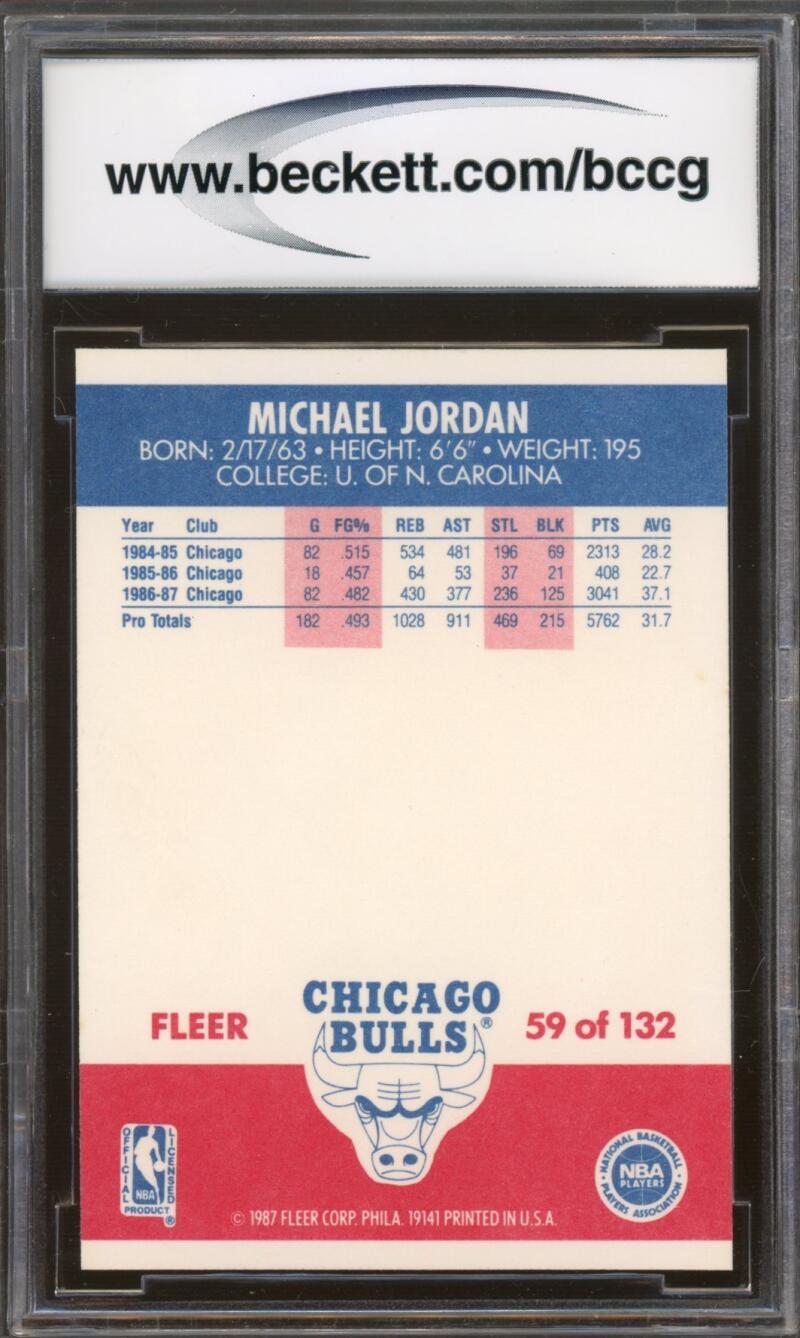 www.beckett.com/bccg
MICHAEL JORDAN
BORN: 2/17/63 • HEIGHT: 6'6" • WEIGHT: 195
COLLEGE: U. OF N. CAROLINA
Year Club G FG% REB AST STL BLK PTS AVG
1984-85 Chicago 82 .515 534 481 196 69 2313 28.2
1985-86 Chicago 18 .457 64 53 37 21 408 22.7
1986-87 Chicago 82 .482 430 377 236 125 3041 37.1
Pro Totals 182 .493 1028 911 469 215 5762 31.7
CHICAGO
BULLS®
FLEER
59 of 132
OFFICIAL
LICENSED
NBA
PRODUCT ®
NATIONAL BASKETBALL
NBA
PLAYERS
PLAYERS ASSOCIATION
© 1987 FLEER CORP. PHILA. 19141 PRINTED IN U.S.A.